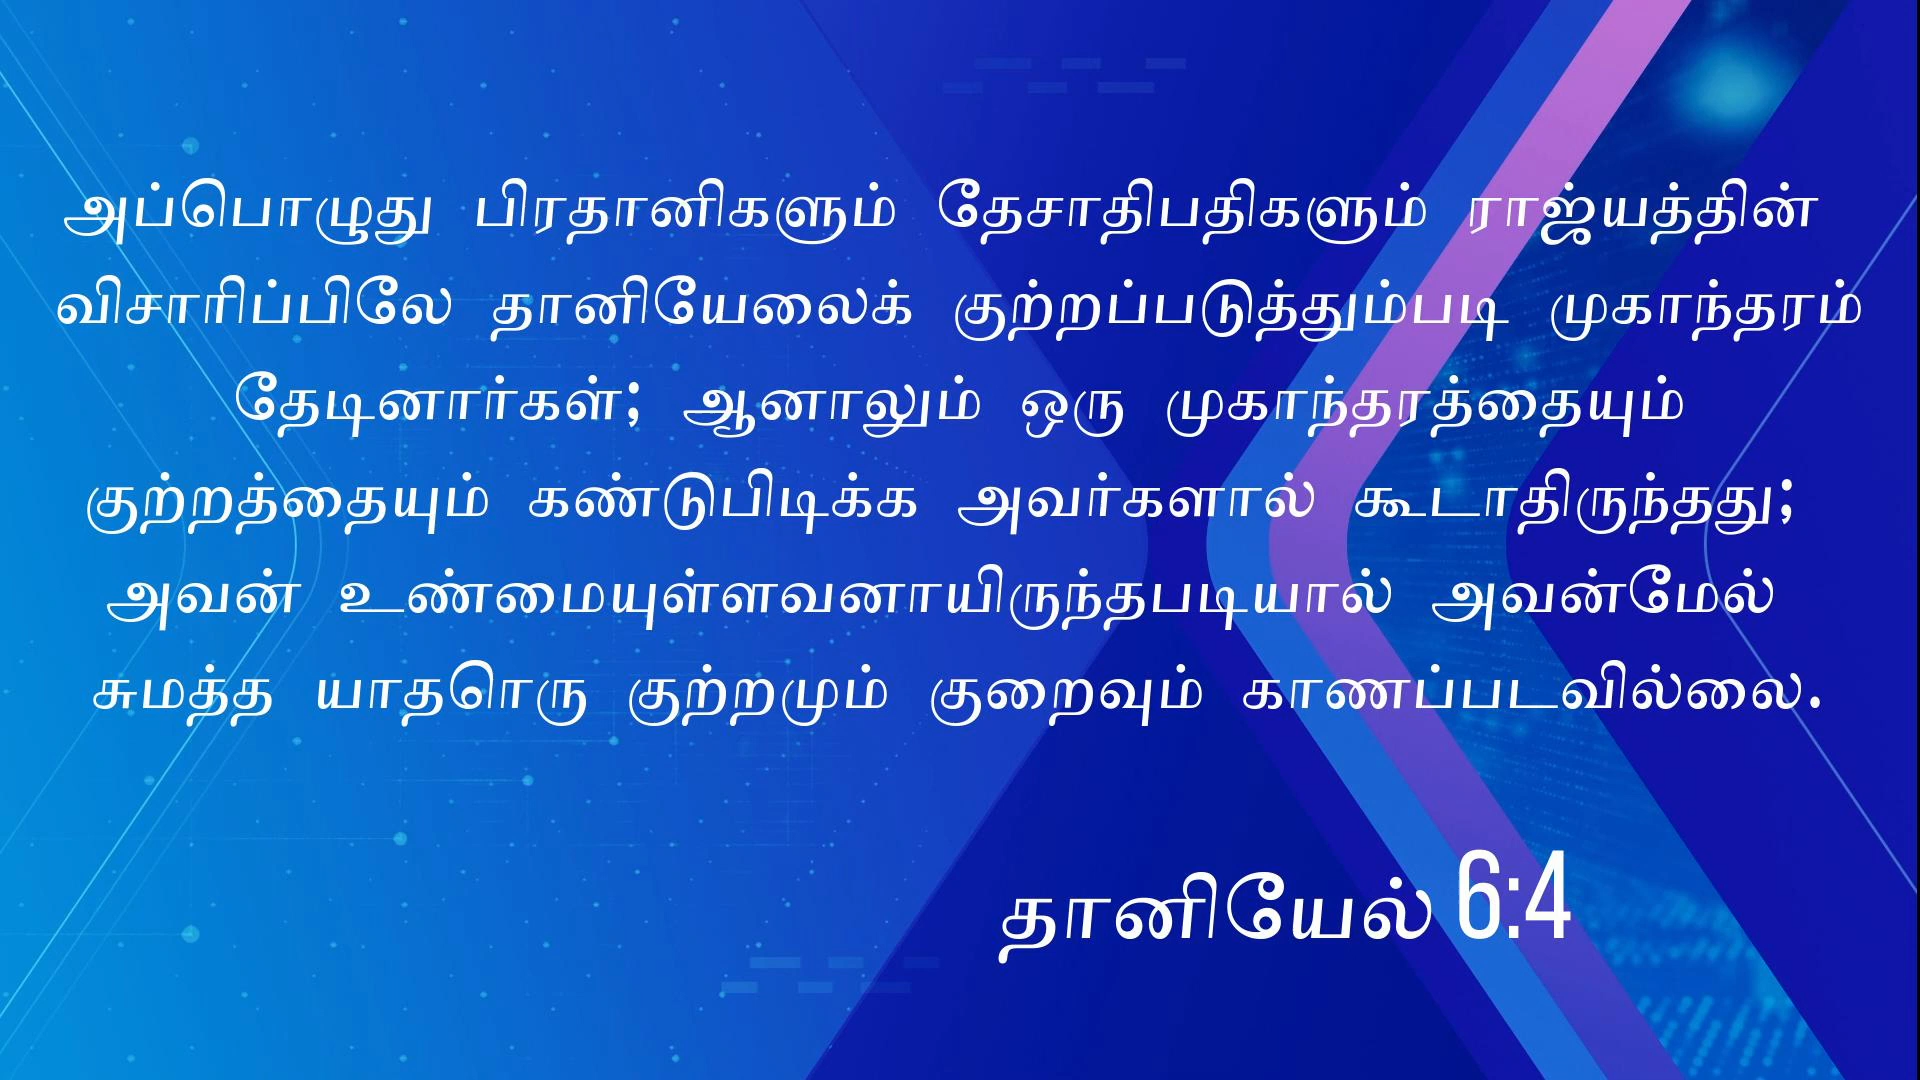 அப்பொழுது பிரதானிகளும் தேசாதிபதிகளும் ராஜ்யத்தின்
விசாரிப்பிலே தானியேலைக் குற்றப்படுத்தும்படி முகாந்தரம்
தேடினார்கள்; ஆனாலும் ஒரு முகாந்தரத்தையும்
குற்றத்தையும் கண்டுபிடிக்க அவர்களால் கூடாதிருந்தது;
அவன் உண்மையுள்ளவனாயிருந்தபடியால் அவன்மேல்
சுமத்த யாதொரு குற்றமும் குறைவும் காணப்படவில்லை.
தானியேல் 6:4